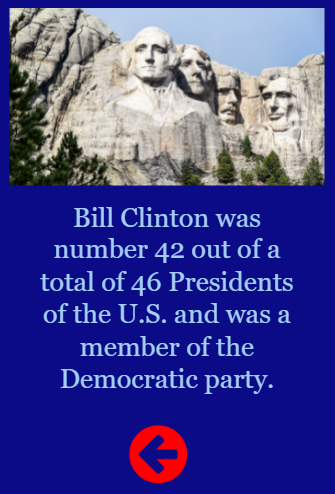 Bill Clinton was
number 42 out of a
total of 46 Presidents
of the U.S. and was a
member of the
Democratic party.